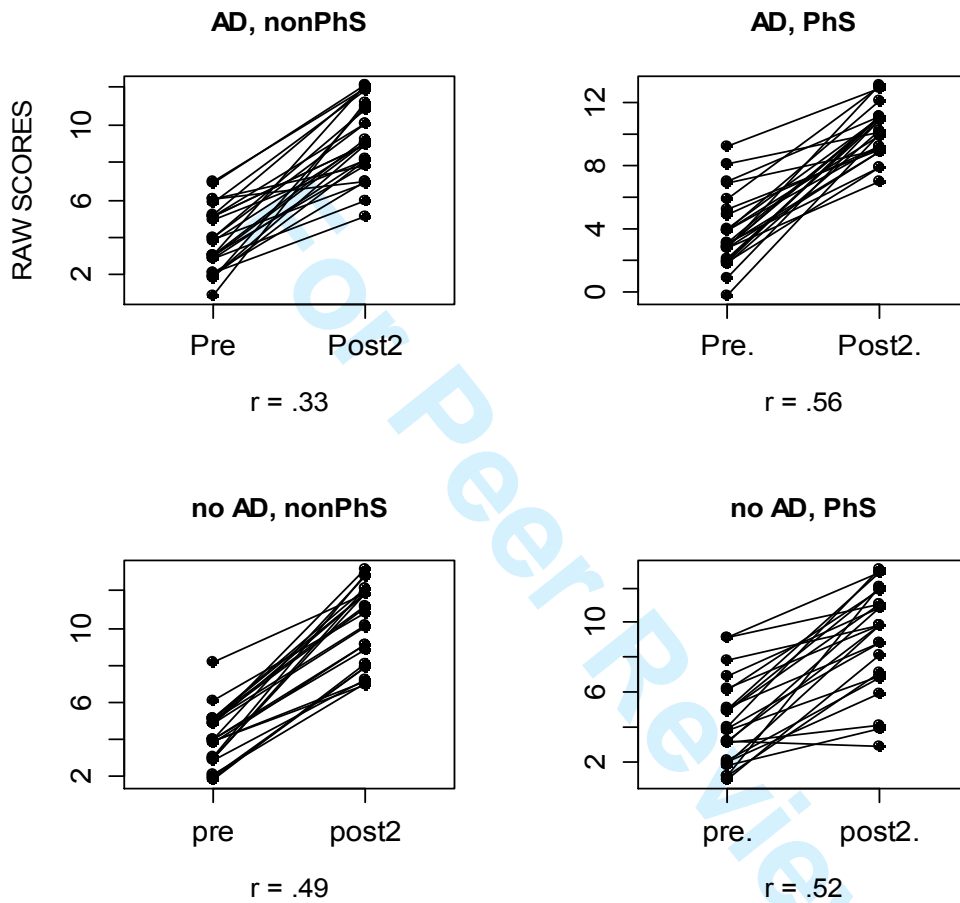 AD, nonPhS
AD, PhS
RAW SCORES
10
6
2
12
8
4
0
Pre Post2
Pre. Post2.
r = .33
r = .56
no AD, nonPhS
no AD, PhS
10
6
2
10
6
2
pre post2
pre. post2.
r = .49
r = .52
For Peer Review